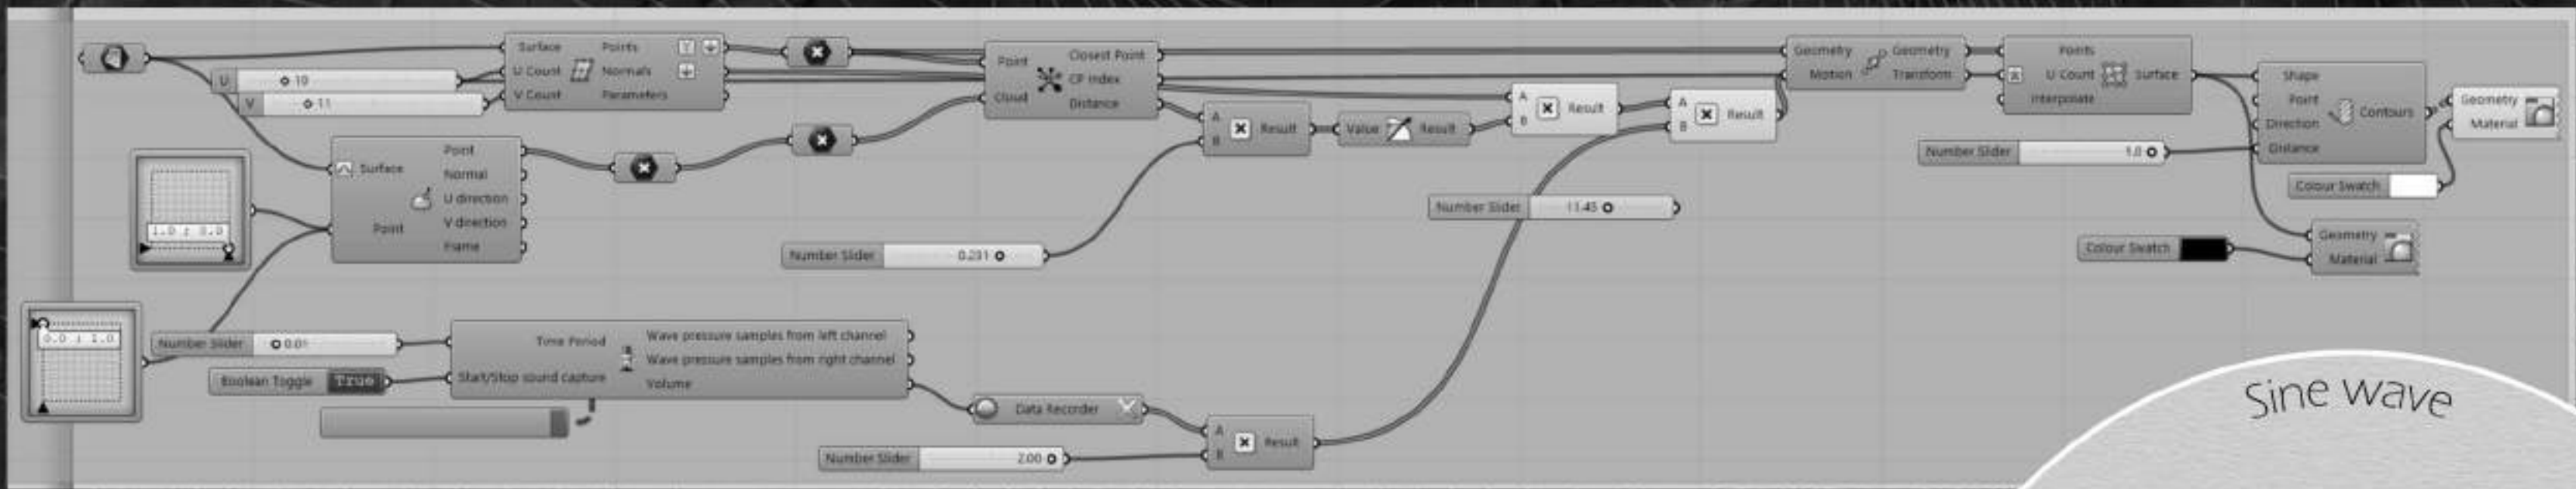 Surface Points
U Count Normals
V Count Parameters
U 10
V 11
Point Closest Point
CP Index
Cloud Distance
Geometry Geometry
Motion Transform
Points
U Count Surface
Interpolate
Shape
Point
Direction Contours
Distance
Geometry
Material
A
B Result
Value Result
A
B Result
A
B Result
Number Slider 1.0
Colour Swatch
Surface Point
Normal
U direction
Point V direction
Frame
1.0 : 0.0
Number Slider 11.45
Number Slider 0.231
Colour Swatch
Geometry
Material
0.0 : 1.0
Number Slider 0.01
Boolean Toggle True
Time Period Wave pressure samples from left channel
Wave pressure samples from right channel
Start/Stop sound capture Volume
Data Recorder
A
B Result
Number Slider 2.00
Sine wave